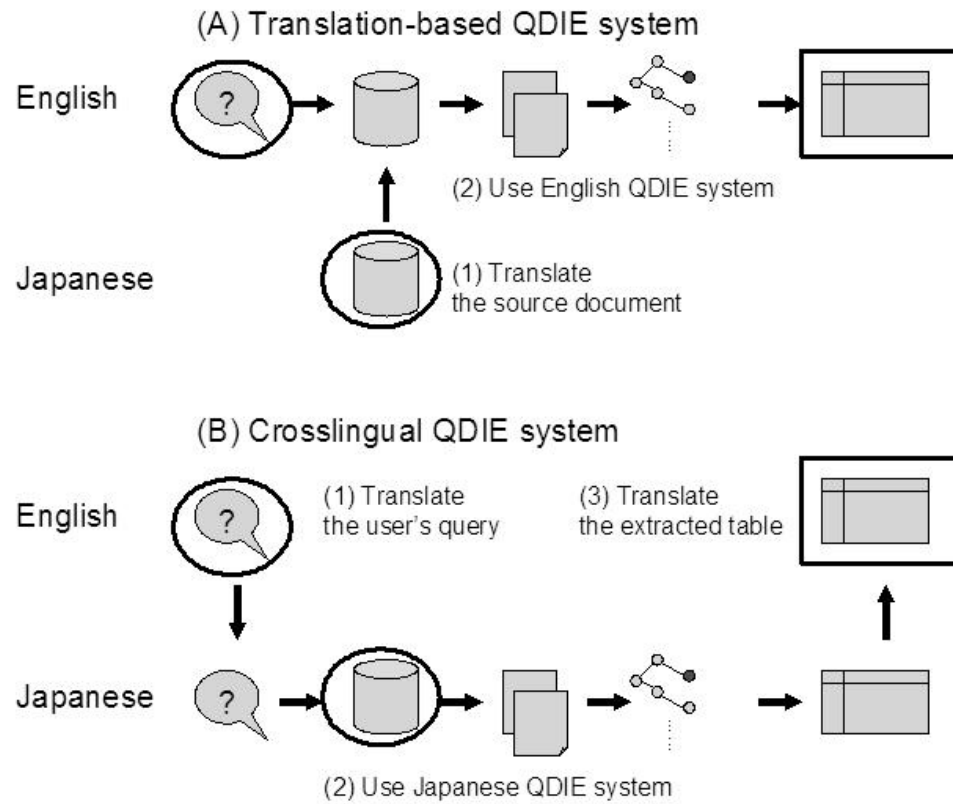 (A) Translation-based QDIE system
English
?
(2) Use English QDIE system
Japanese
(1) Translate
the source document
(B) Crosslingual QDIE system
English
?
(1) Translate
the user's query
(3) Translate
the extracted table
Japanese
?
(2) Use Japanese QDIE system